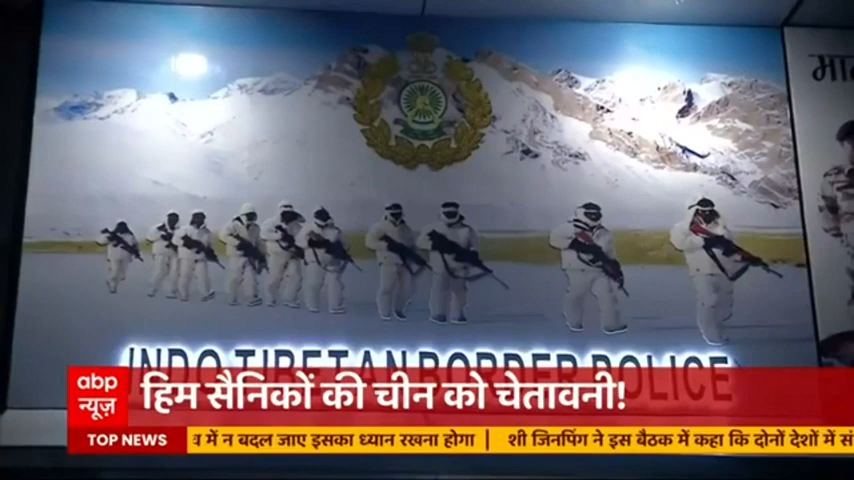 मा
INDO TIBETAN BORDER POLICE
abp
न्यूज़
हिम सैनिकों की चीन को चेतावनी!
TOP NEWS
में न बदल जाए इसका ध्यान रखना होगा | शी जिनपिंग ने इस बैठक में कहा कि दोनों देशों में